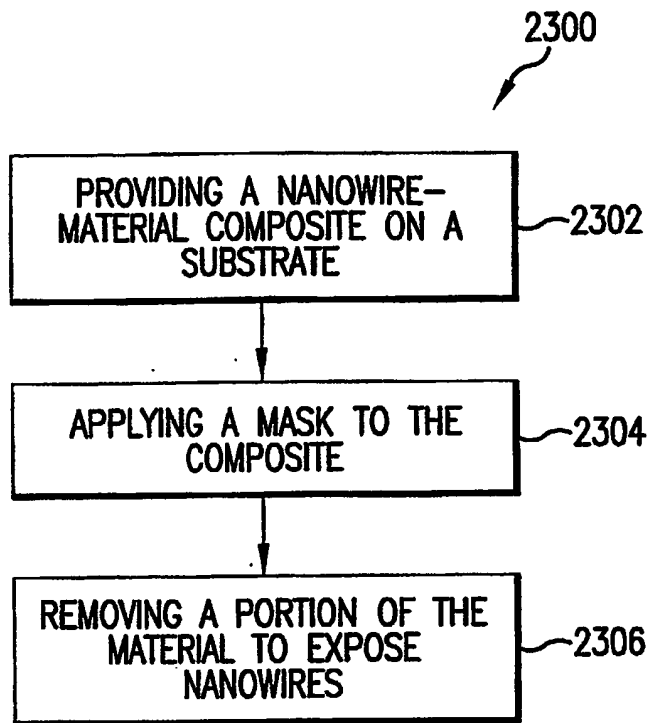 2300
PROVIDING A NANOWIRE-
MATERIAL COMPOSITE ON A
SUBSTRATE
2302
APPLYING A MASK TO THE
COMPOSITE
2304
REMOVING A PORTION OF THE
MATERIAL TO EXPOSE
NANOWIRES
2306